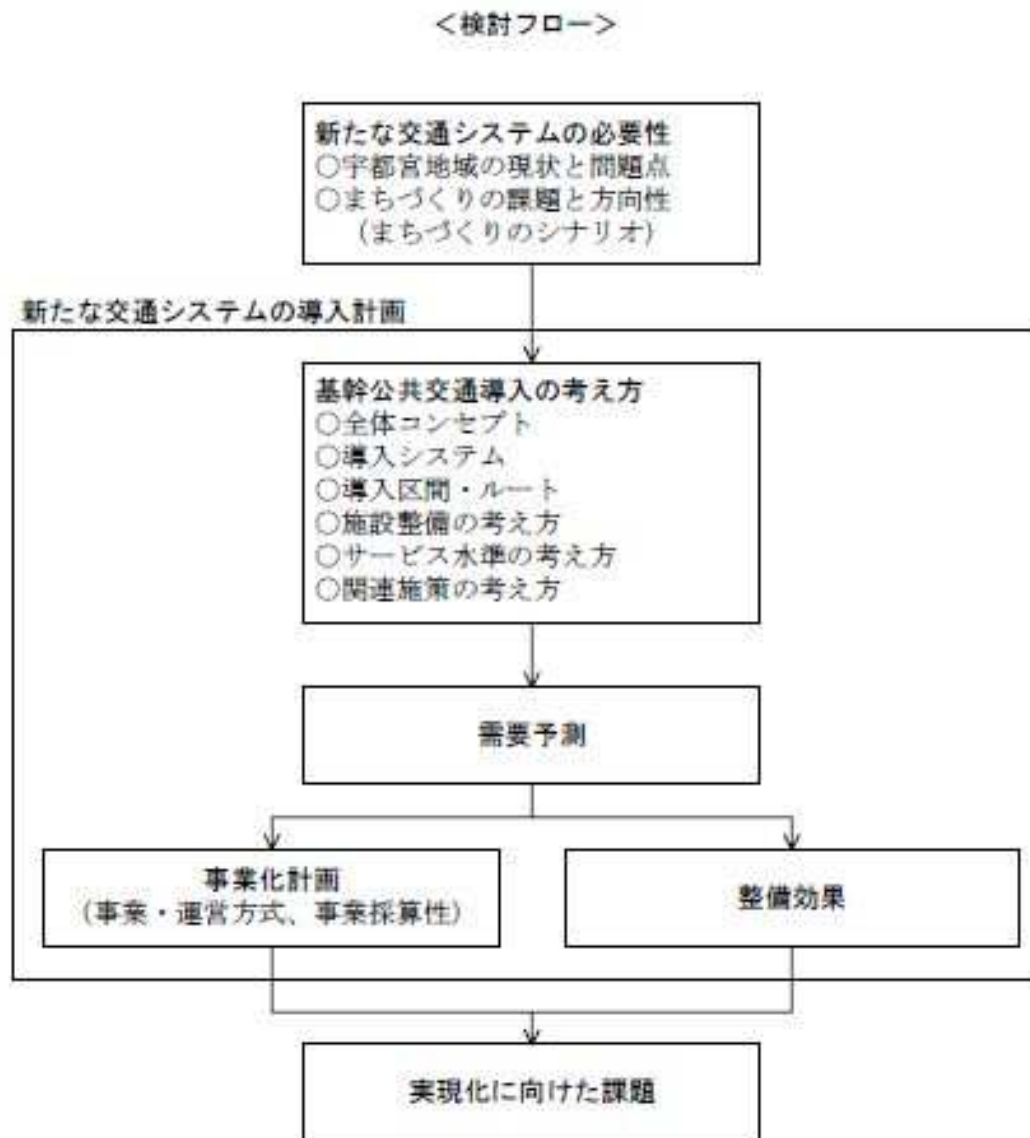 ＜検討フロー＞
新たな交通システムの必要性
○宇都宮地域の現状と問題点
○まちづくりの課題と方向性
（まちづくりのシナリオ）
新たな交通システムの導入計画
基幹公共交通導入の考え方
○全体コンセプト
○導入システム
○導入区間・ルート
○施設整備の考え方
○サービス水準の考え方
○関連施策の考え方
需要予測
事業化計画
（事業・運営方式、事業採算性）
整備効果
実現化に向けた課題